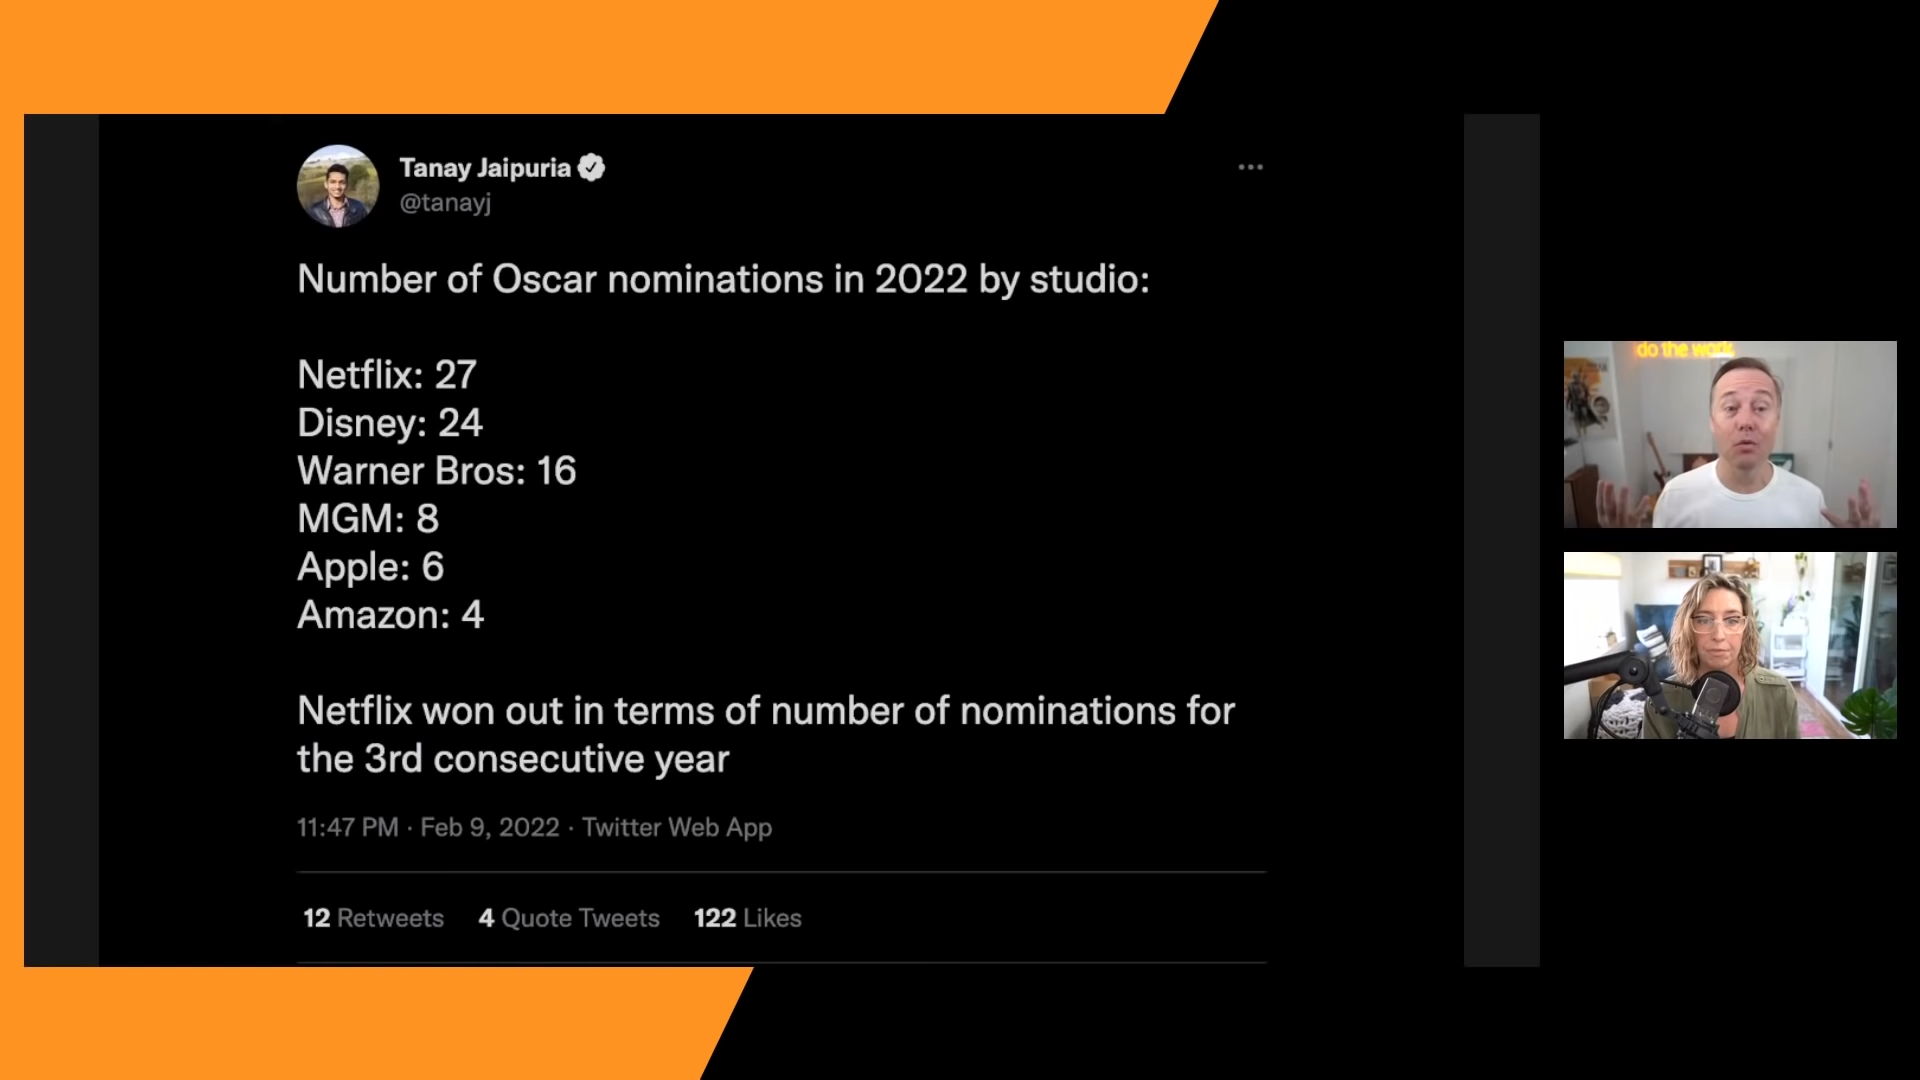 Tanay Jaipuria
@tanayj
Number of Oscar nominations in 2022 by studio:
Netflix: 27
Disney: 24
Warner Bros: 16
MGM: 8
Apple: 6
Amazon: 4
Netflix won out in terms of number of nominations for
the 3rd consecutive year
11:47 PM · Feb 9, 2022 · Twitter Web App
12 Retweets 4 Quote Tweets 122 Likes
do the work